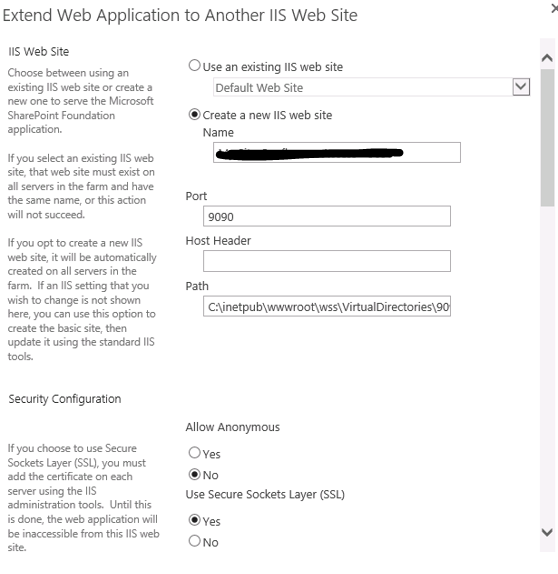 Extend Web Application to Another IIS Web Site
IIS Web Site
Choose between using an
existing IIS web site or create a
new one to serve the Microsoft
SharePoint Foundation
application.
If you select an existing IIS web
site, that web site must exist on
all servers in the farm and have
the same name, or this action
will not succeed.
If you opt to create a new IIS
web site, it will be automatically
created on all servers in the
farm. If an IIS setting that you
wish to change is not shown
here, you can use this option to
create the basic site, then
update it using the standard IIS
tools.
Use an existing IIS web site
Default Web Site
Create a new IIS web site
Name
Port
9090
Host Header
Path
C:\inetpub\wwwroot\wss\VirtualDirectories\90
Security Configuration
If you choose to use Secure
Sockets Layer (SSL), you must
add the certificate on each
server using the IIS
administration tools. Until this
is done, the web application will
be inaccessible from this IIS web
site.
Allow Anonymous
Yes
No
Use Secure Sockets Layer (SSL)
Yes
No